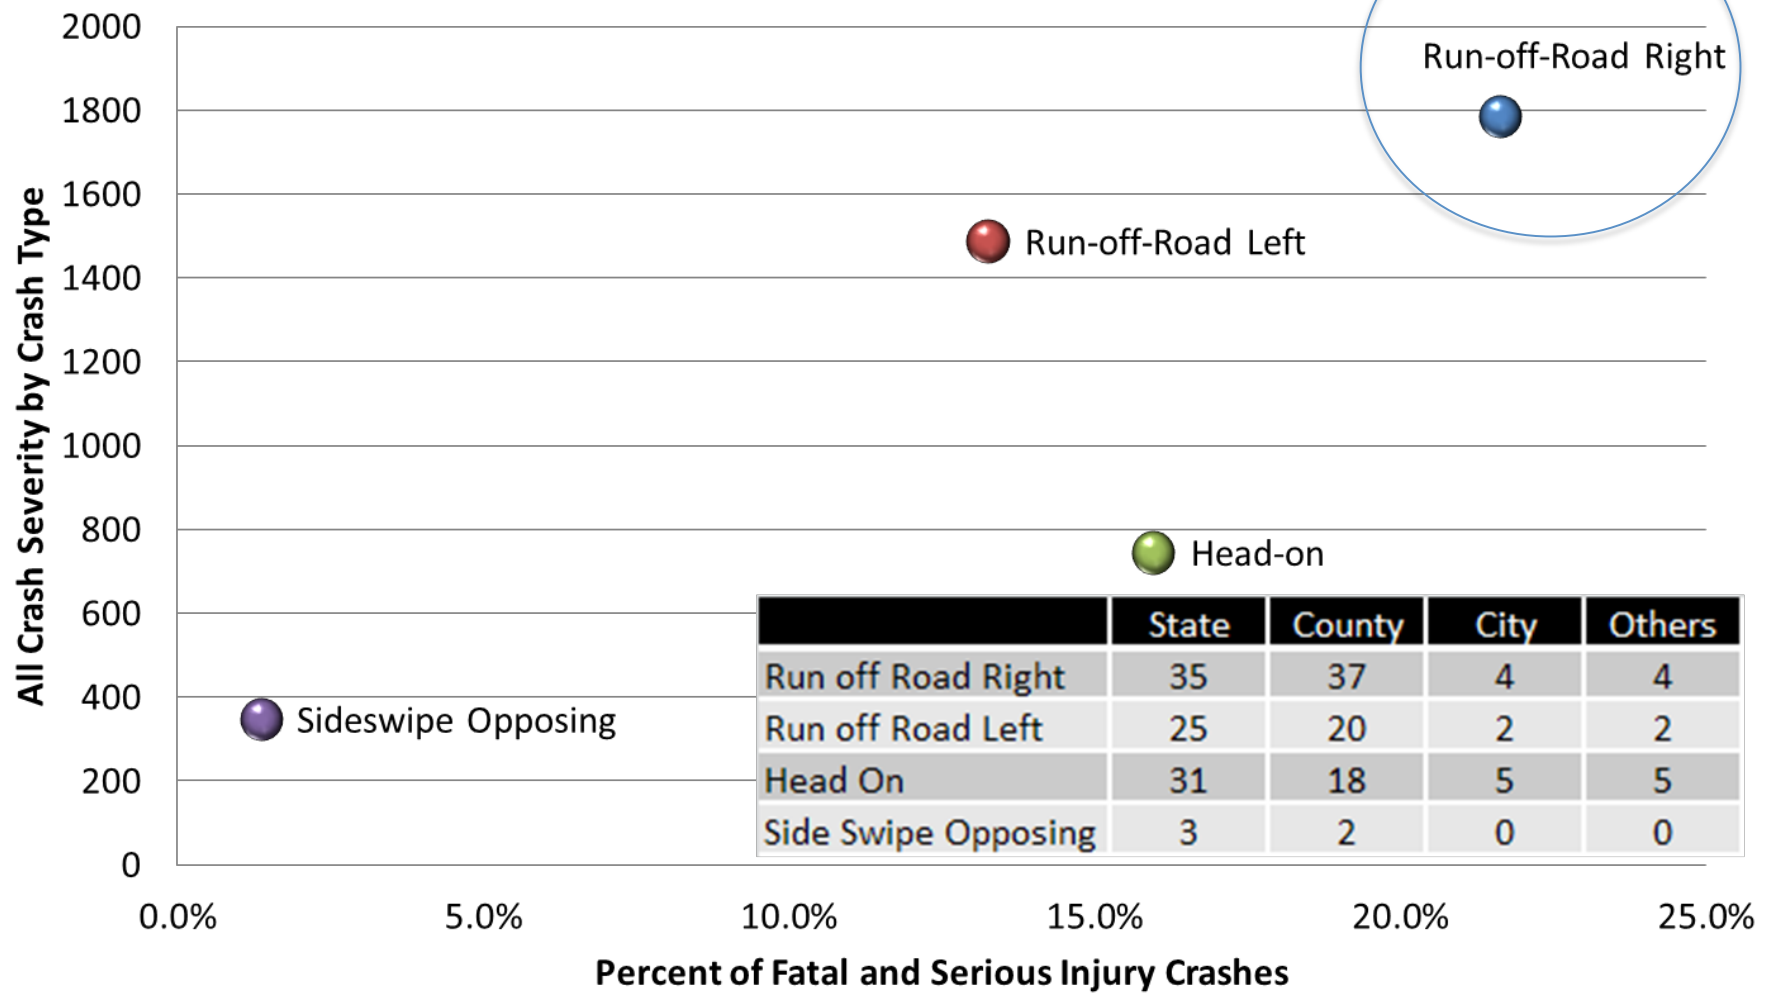 2000
Run-off-Road Right
1800
1600
Run-off-Road Left
1400
1200
1000
800
Head-on
600
400
Sideswipe Opposing
200
0
All Crash Severity by Crash Type
State County City Others
Run off Road Right 35 37 4 4
Run off Road Left 25 20 2 2
Head On 31 18 5 5
Side Swipe Opposing 3 2 0 0
0.0% 5.0% 10.0% 15.0% 20.0% 25.0%
Percent of Fatal and Serious Injury Crashes